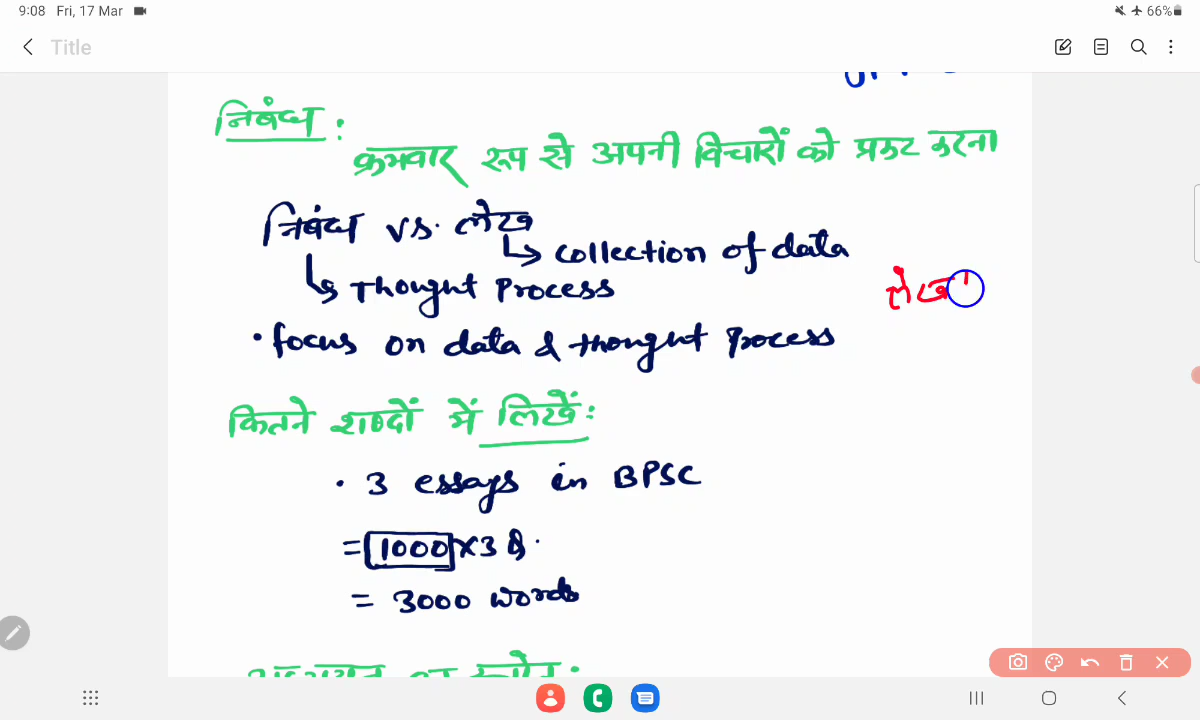 9:08 Fri, 17 Mar 66%
Title
निबंध :
क्रमवार रूप से अपनी विचारों को प्रकट करना
निबंध vs. लेख
↳ collection of data
↳ Thought Process
• focus on data & thought Process
कितने शब्दों में लिखें :
• 3 essays in BPSC
= 1000 × 3
= 3000 words